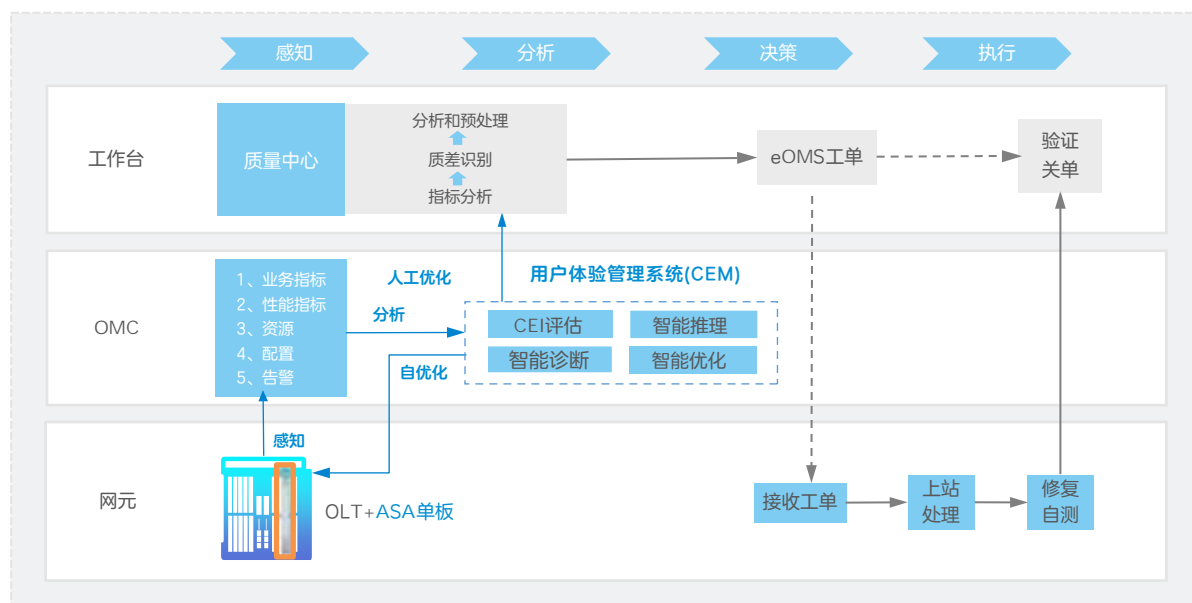 感知
分析
决策
执行
工作台
质量中心
分析和预处理
质差识别
指标分析
eOMS工单
验证
关单
OMC
1、业务指标
2、性能指标
3、资源
4、配置
5、告警
人工优化
分析
自优化
用户体验管理系统(CEM)
CEI评估
智能推理
智能诊断
智能优化
网元
感知
OLT+ASA单板
接收工单
上站
处理
修复
自测